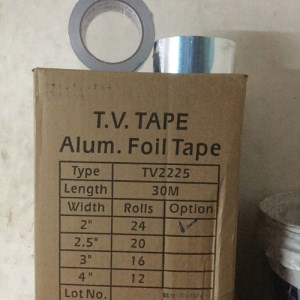 T.V. TAPE
Alum. Foil Tape
Type TV2225
Length 30M
Width Rolls Option
2" 24 ✓
2.5" 20
3" 16
4" 12
Lot No.